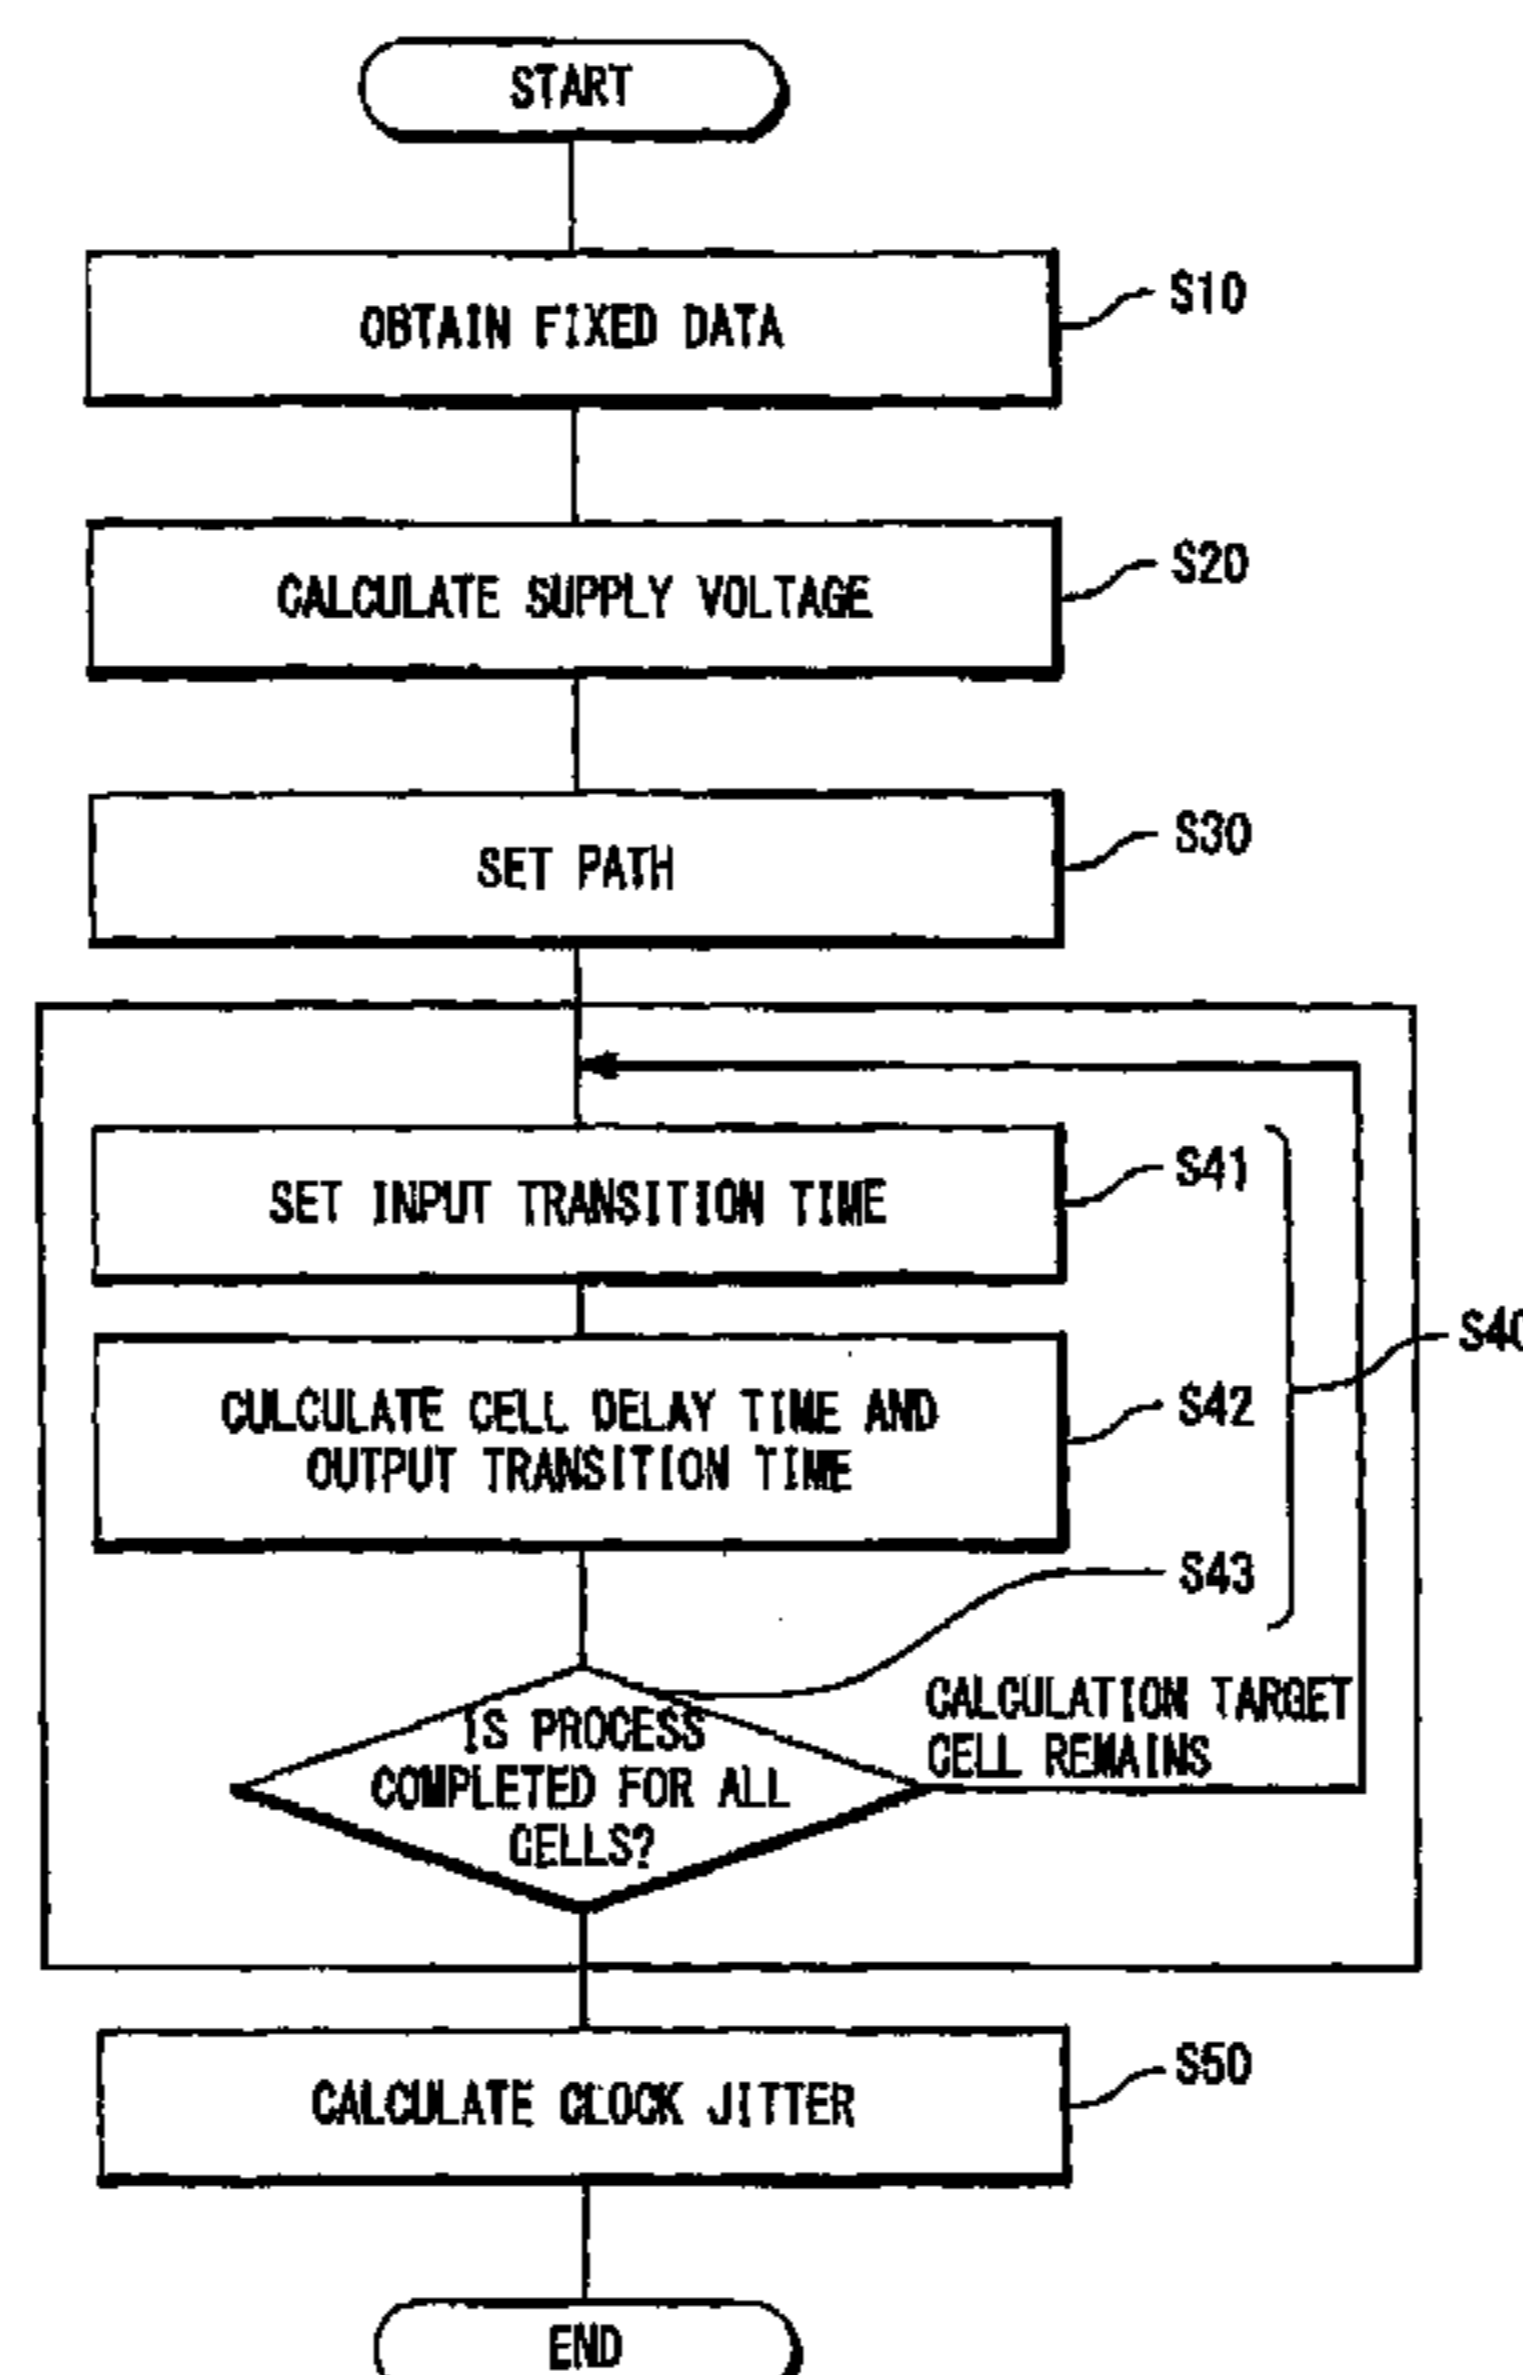 START
OBTAIN FIXED DATA
S10
CALCULATE SUPPLY VOLTAGE
S20
SET PATH
S30
SET INPUT TRANSITION TIME
S41
S40
CULCULATE CELL DELAY TIME AND
OUTPUT TRANSITION TIME
S42
S43
CALCULATION TARGET
CELL REMAINS
IS PROCESS
COMPLETED FOR ALL
CELLS?
CALCULATE CLOCK JITTER
S50
END